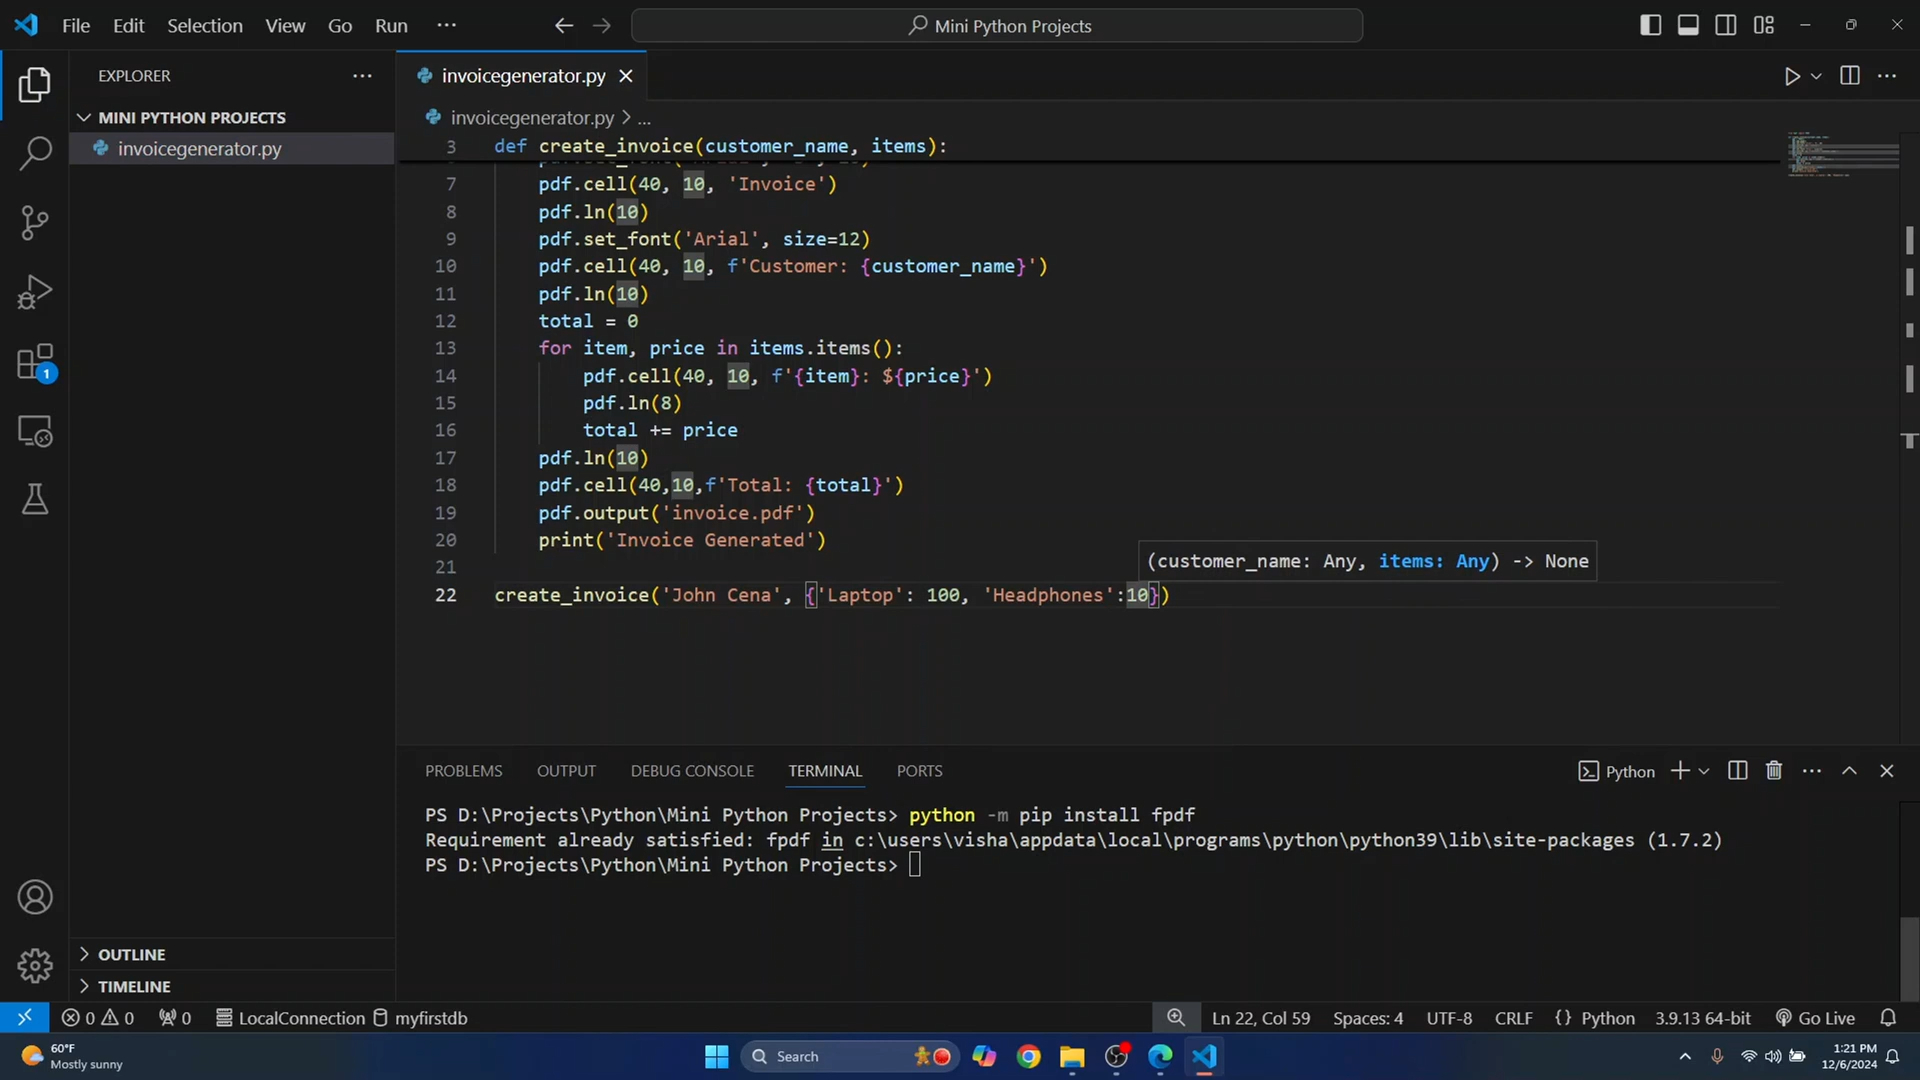 File Edit Selection View Go Run ···
Mini Python Projects
EXPLORER
MINI PYTHON PROJECTS
invoicegenerator.py
invoicegenerator.py
invoicegenerator.py > ...
3 def create_invoice(customer_name, items):
7 pdf.cell(40, 10, 'Invoice')
8 pdf.ln(10)
9 pdf.set_font('Arial', size=12)
10 pdf.cell(40, 10, f'Customer: {customer_name}')
11 pdf.ln(10)
12 total = 0
13 for item, price in items.items():
14 pdf.cell(40, 10, f'{item}: ${price}')
15 pdf.ln(8)
16 total += price
17 pdf.ln(10)
18 pdf.cell(40,10,f'Total: {total}')
19 pdf.output('invoice.pdf')
20 print('Invoice Generated')
21
(customer_name: Any, items: Any) -> None
22 create_invoice('John Cena', {'Laptop': 100, 'Headphones':10})
1
PROBLEMS OUTPUT DEBUG CONSOLE TERMINAL PORTS
Python
PS D:\Projects\Python\Mini Python Projects> python -m pip install fpdf
Requirement already satisfied: fpdf in c:\users\visha\appdata\local\programs\python\python39\lib\site-packages (1.7.2)
PS D:\Projects\Python\Mini Python Projects>
OUTLINE
TIMELINE
0 0 0 LocalConnection myfirstdb
Ln 22, Col 59 Spaces: 4 UTF-8 CRLF {} Python 3.9.13 64-bit Go Live
60°F
Mostly sunny
Search
1:21 PM
12/6/2024